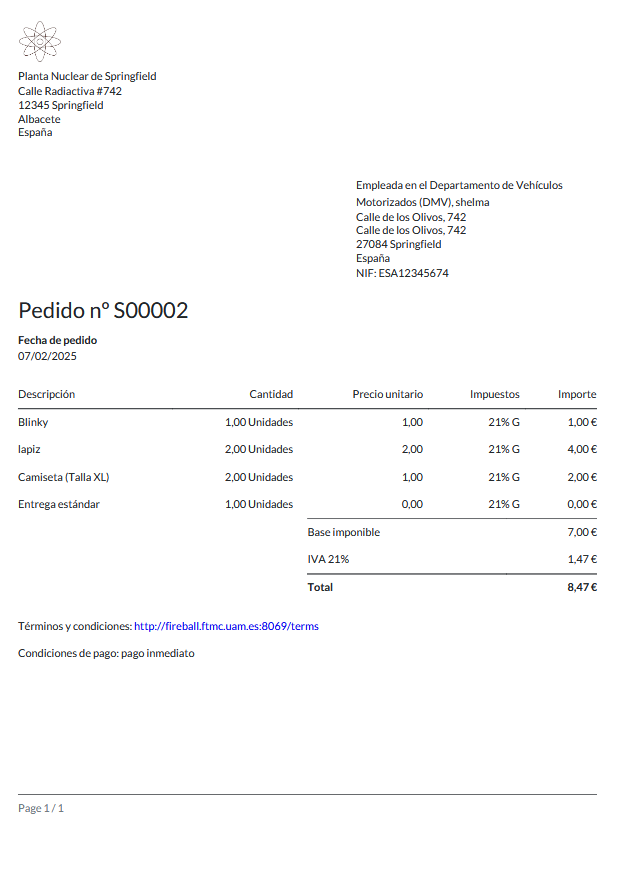 Planta Nuclear de Springfield
Calle Radiactiva #742
12345 Springfield
Albacete
España
Empleada en el Departamento de Vehículos
Motorizados (DMV), shelma
Calle de los Olivos, 742
Calle de los Olivos, 742
27084 Springfield
España
NIF: ESA12345674
Pedido nº S00002
Fecha de pedido
07/02/2025
Descripción Cantidad Precio unitario Impuestos Importe
Blinky 1,00 Unidades 1,00 21% G 1,00 €
lapiz 2,00 Unidades 2,00 21% G 4,00 €
Camiseta (Talla XL) 2,00 Unidades 1,00 21% G 2,00 €
Entrega estándar 1,00 Unidades 0,00 21% G 0,00 €
Base imponible 7,00 €
IVA 21% 1,47 €
Total 8,47 €
Términos y condiciones: http://fireball.ftmc.uam.es:8069/terms
Condiciones de pago: pago inmediato
Page 1 / 1